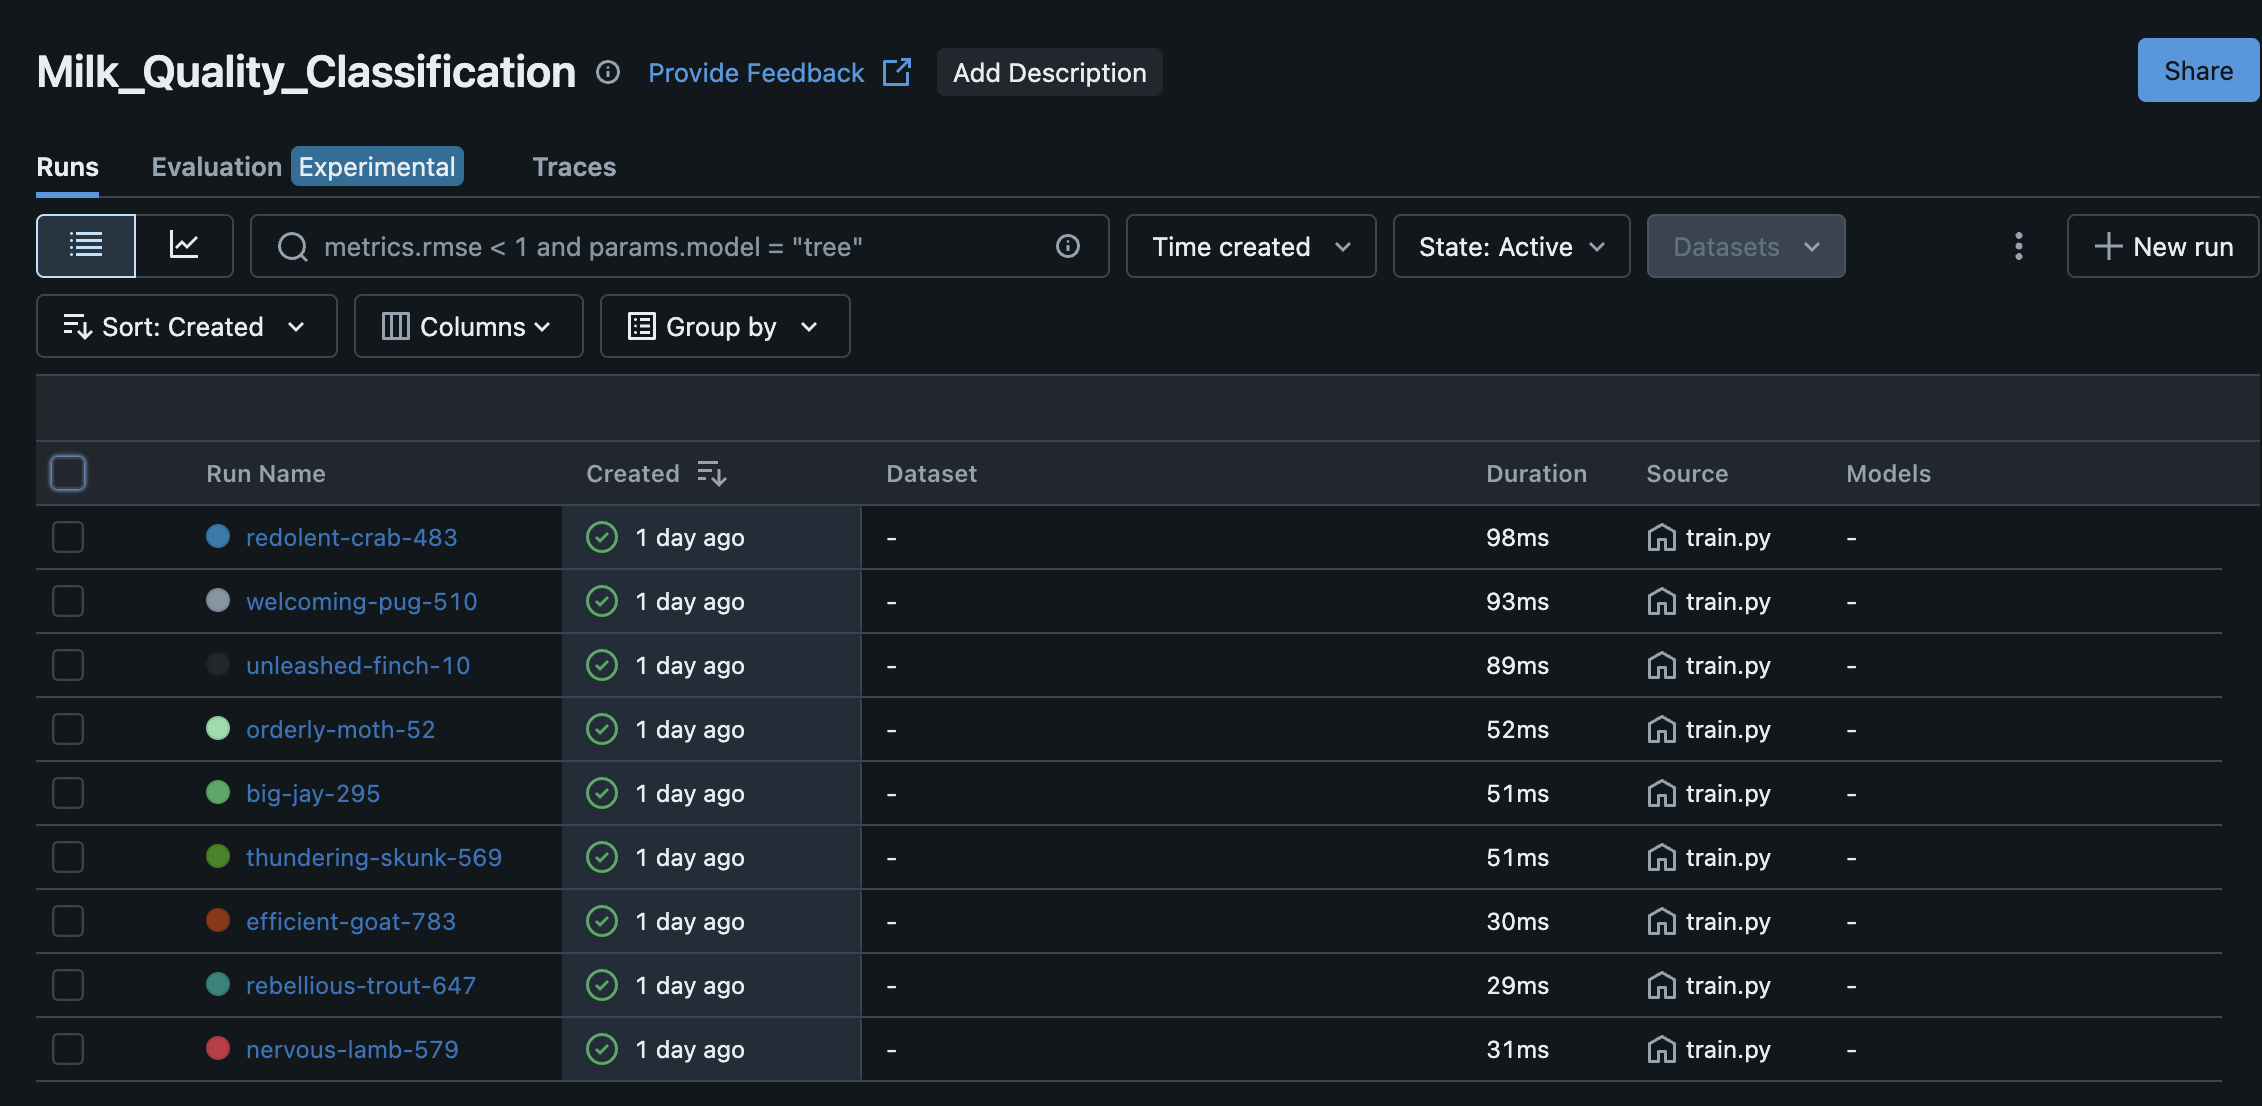 Milk_Quality_Classification Provide Feedback Add Description Share
Runs Evaluation Experimental Traces
metrics.rmse < 1 and params.model = "tree" Time created State: Active Datasets New run
Sort: Created Columns Group by
Run Name Created Dataset Duration Source Models
redolent-crab-483 1 day ago - 98ms train.py -
welcoming-pug-510 1 day ago - 93ms train.py -
unleashed-finch-10 1 day ago - 89ms train.py -
orderly-moth-52 1 day ago - 52ms train.py -
big-jay-295 1 day ago - 51ms train.py -
thundering-skunk-569 1 day ago - 51ms train.py -
efficient-goat-783 1 day ago - 30ms train.py -
rebellious-trout-647 1 day ago - 29ms train.py -
nervous-lamb-579 1 day ago - 31ms train.py -